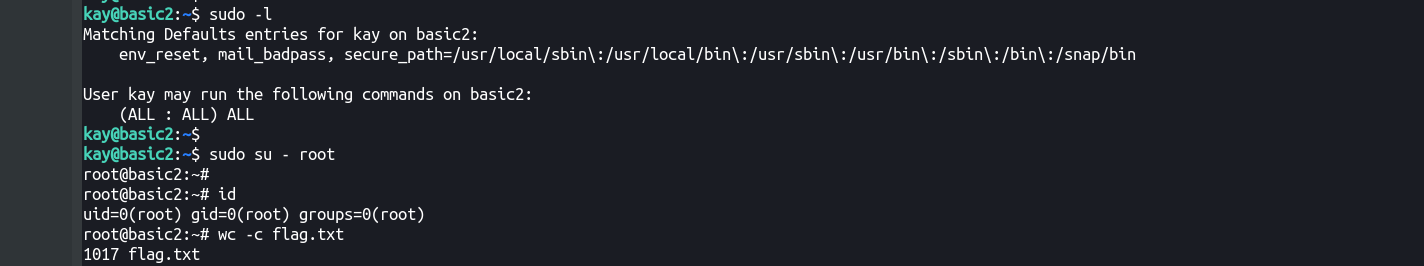 kay@basic2:~$ sudo -l
Matching Defaults entries for kay on basic2:
    env_reset, mail_badpass, secure_path=/usr/local/sbin\:/usr/local/bin\:/usr/sbin\:/usr/bin\:/sbin\:/bin\:/snap/bin

User kay may run the following commands on basic2:
    (ALL : ALL) ALL
kay@basic2:~$
kay@basic2:~$ sudo su - root
root@basic2:~#
root@basic2:~# id
uid=0(root) gid=0(root) groups=0(root)
root@basic2:~# wc -c flag.txt
1017 flag.txt